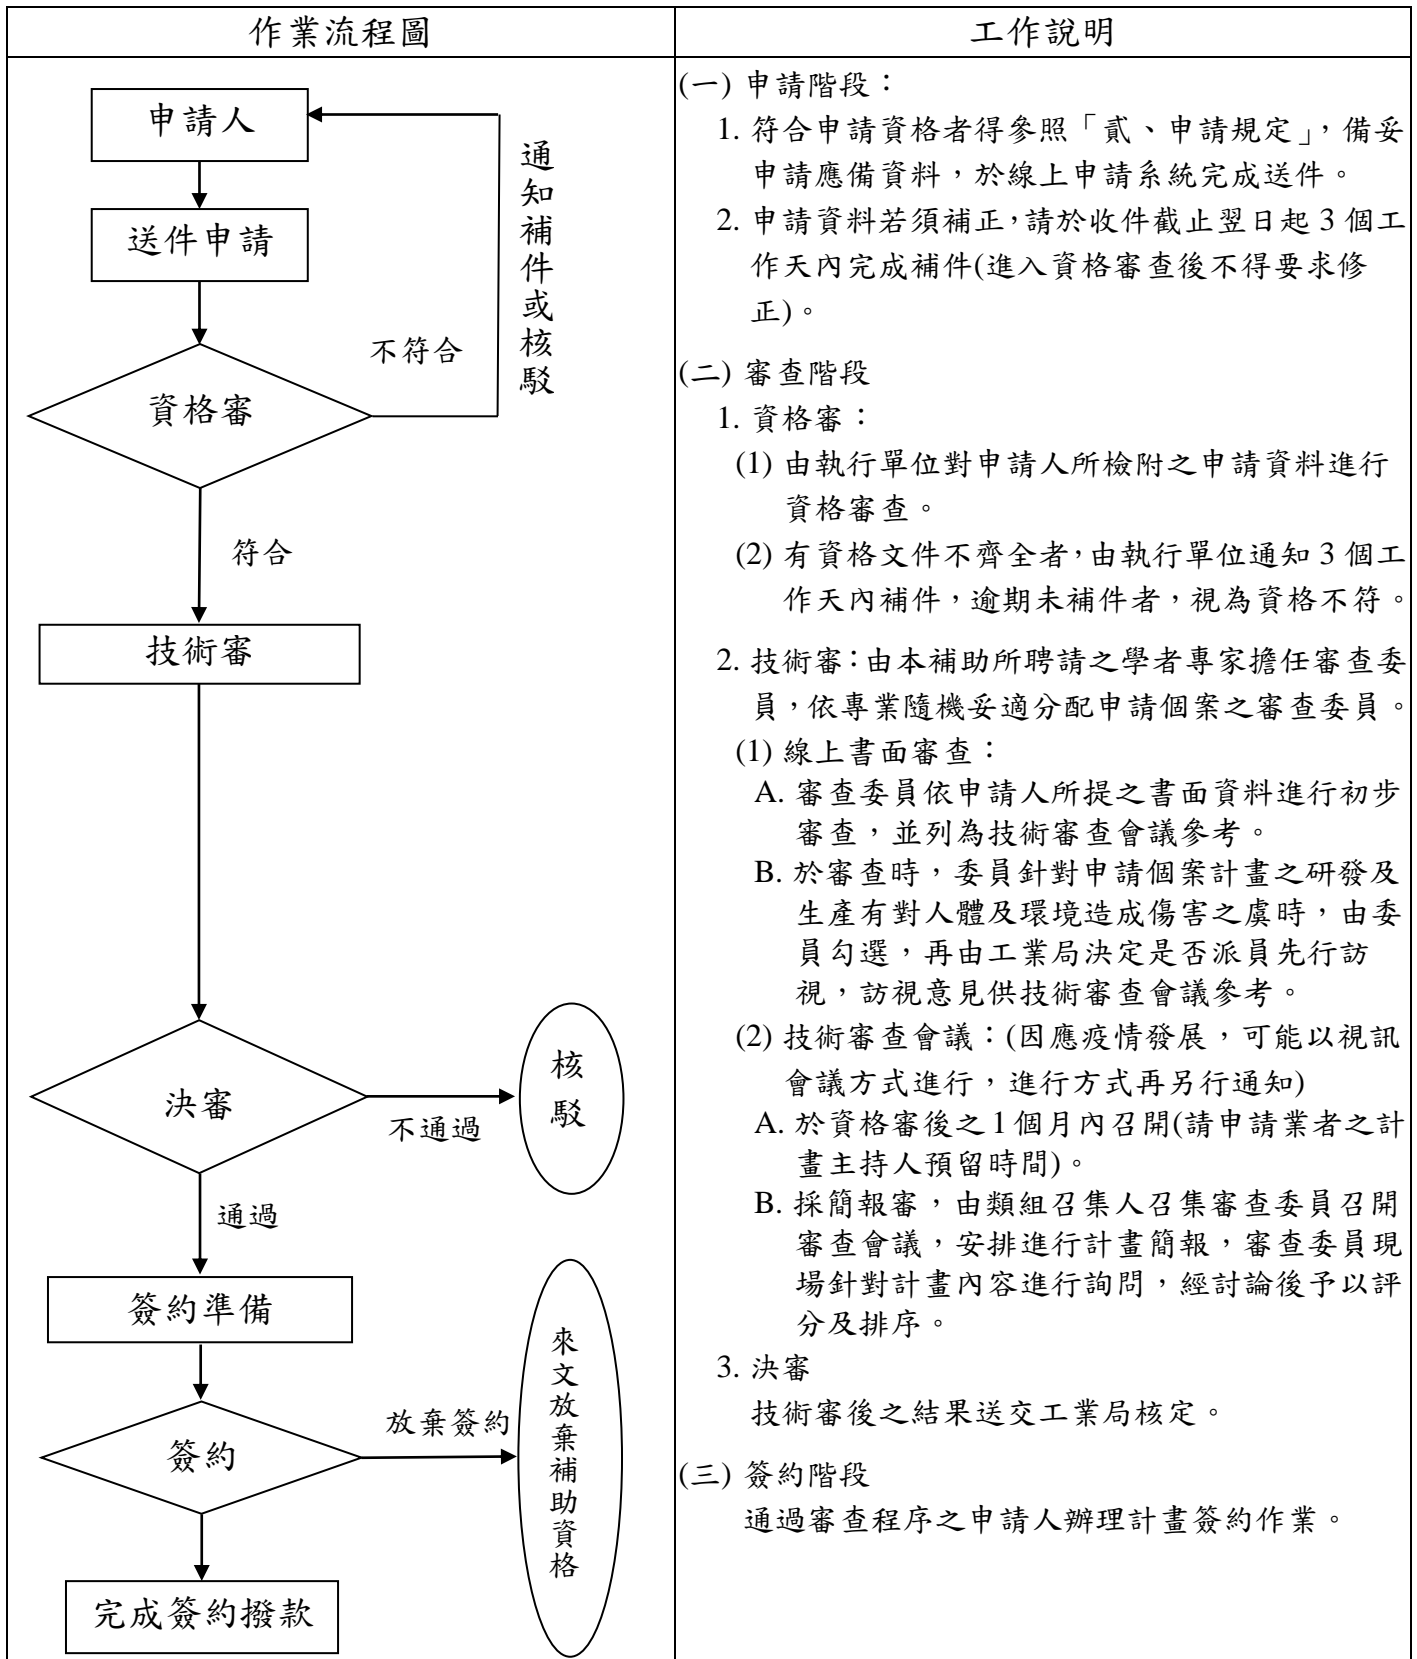 作業流程圖
工作說明
申請人
送件申請
通知補件或核駁
不符合
資格審
符合
技術審
決審
不通過
核駁
通過
簽約準備
簽約
放棄簽約
來文放棄補助資格
完成簽約撥款
(一) 申請階段：
1. 符合申請資格者得參照「貳、申請規定」，備妥
申請應備資料，於線上申請系統完成送件。
2. 申請資料若須補正，請於收件截止翌日起 3 個工
作天內完成補件(進入資格審查後不得要求修
正)。
(二) 審查階段
1. 資格審：
(1) 由執行單位對申請人所檢附之申請資料進行
資格審查。
(2) 有資格文件不齊全者，由執行單位通知 3 個工
作天內補件，逾期未補件者，視為資格不符。
2. 技術審：由本補助所聘請之學者專家擔任審查委
員，依專業隨機妥適分配申請個案之審查委員。
(1) 線上書面審查：
A. 審查委員依申請人所提之書面資料進行初步
審查，並列為技術審查會議參考。
B. 於審查時，委員針對申請個案計畫之研發及
生產有對人體及環境造成傷害之虞時，由委
員勾選，再由工業局決定是否派員先行訪
視，訪視意見供技術審查會議參考。
(2) 技術審查會議：(因應疫情發展，可能以視訊
會議方式進行，進行方式再另行通知)
A. 於資格審後之 1 個月內召開(請申請業者之計
畫主持人預留時間)。
B. 採簡報審，由類組召集人召集審查委員召開
審查會議，安排進行計畫簡報，審查委員現
場針對計畫內容進行詢問，經討論後予以評
分及排序。
3. 決審
技術審後之結果送交工業局核定。
(三) 簽約階段
通過審查程序之申請人辦理計畫簽約作業。